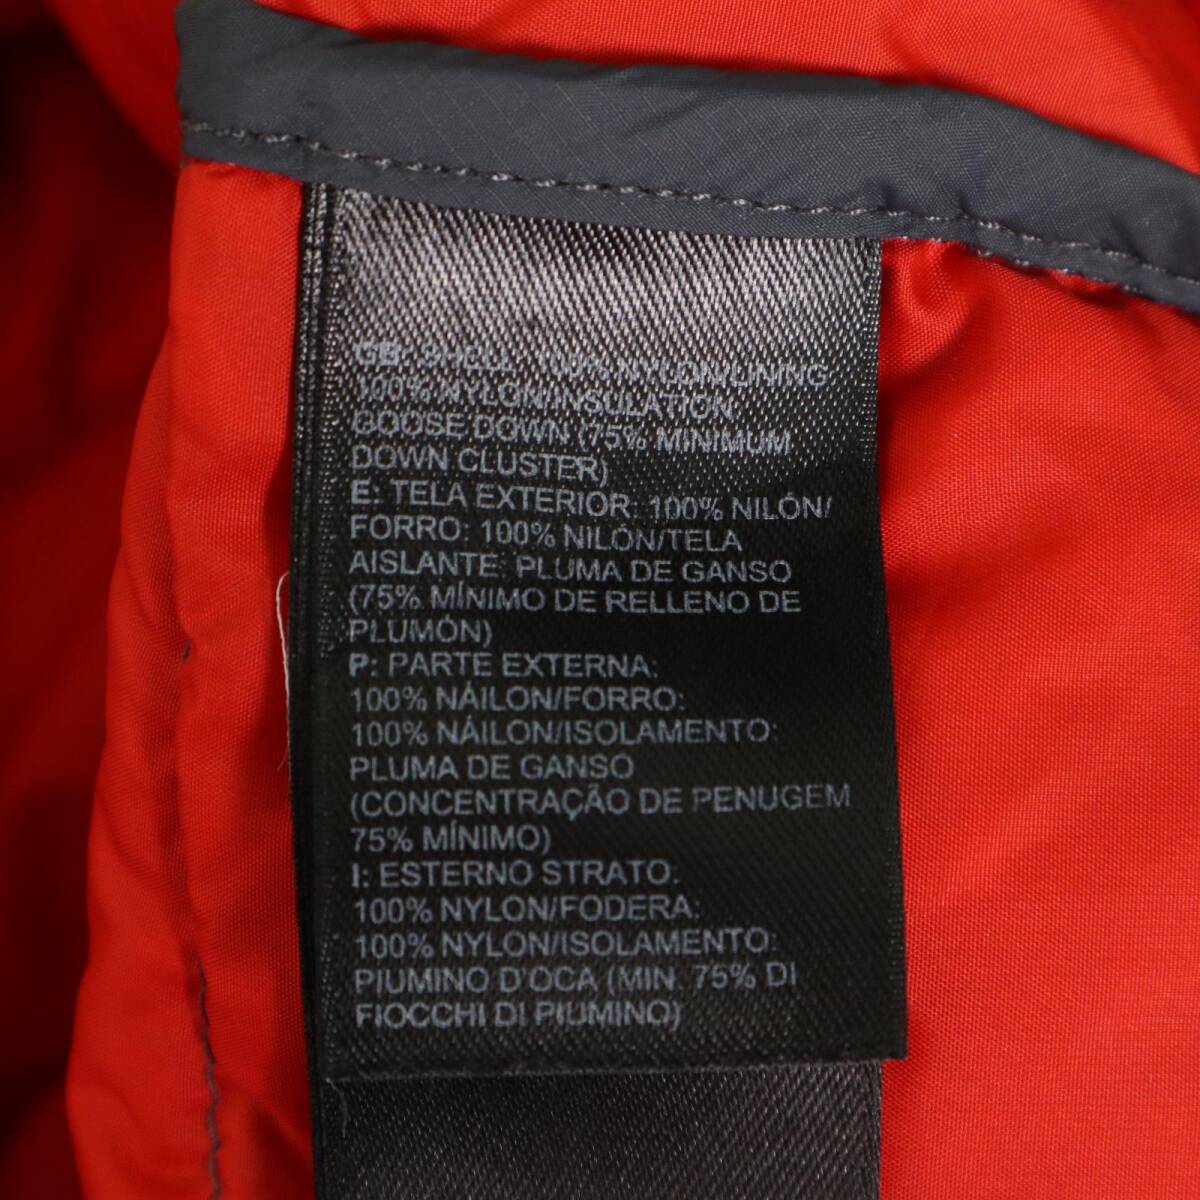 GB: SHELL: 100% NYLON/LINING
100% NYLON/INSULATION
GOOSE DOWN (75% MINIMUM
DOWN CLUSTER)
E: TELA EXTERIOR: 100% NILÓN/
FORRO: 100% NILÓN/TELA
AISLANTE: PLUMA DE GANSO
(75% MÍNIMO DE RELLENO DE
PLUMÓN)
P: PARTE EXTERNA:
100% NÁILON/FORRO:
100% NÁILON/ISOLAMENTO:
PLUMA DE GANSO
(CONCENTRAÇÃO DE PENUGEM
75% MÍNIMO)
I: ESTERNO STRATO:
100% NYLON/FODERA:
100% NYLON/ISOLAMENTO:
PIUMINO D'OCA (MIN. 75% DI
FIOCCHI DI PIUMINO)